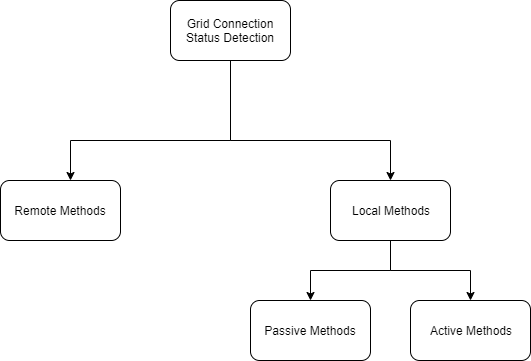 Grid Connection
Status Detection
Remote Methods
Local Methods
Passive Methods
Active Methods